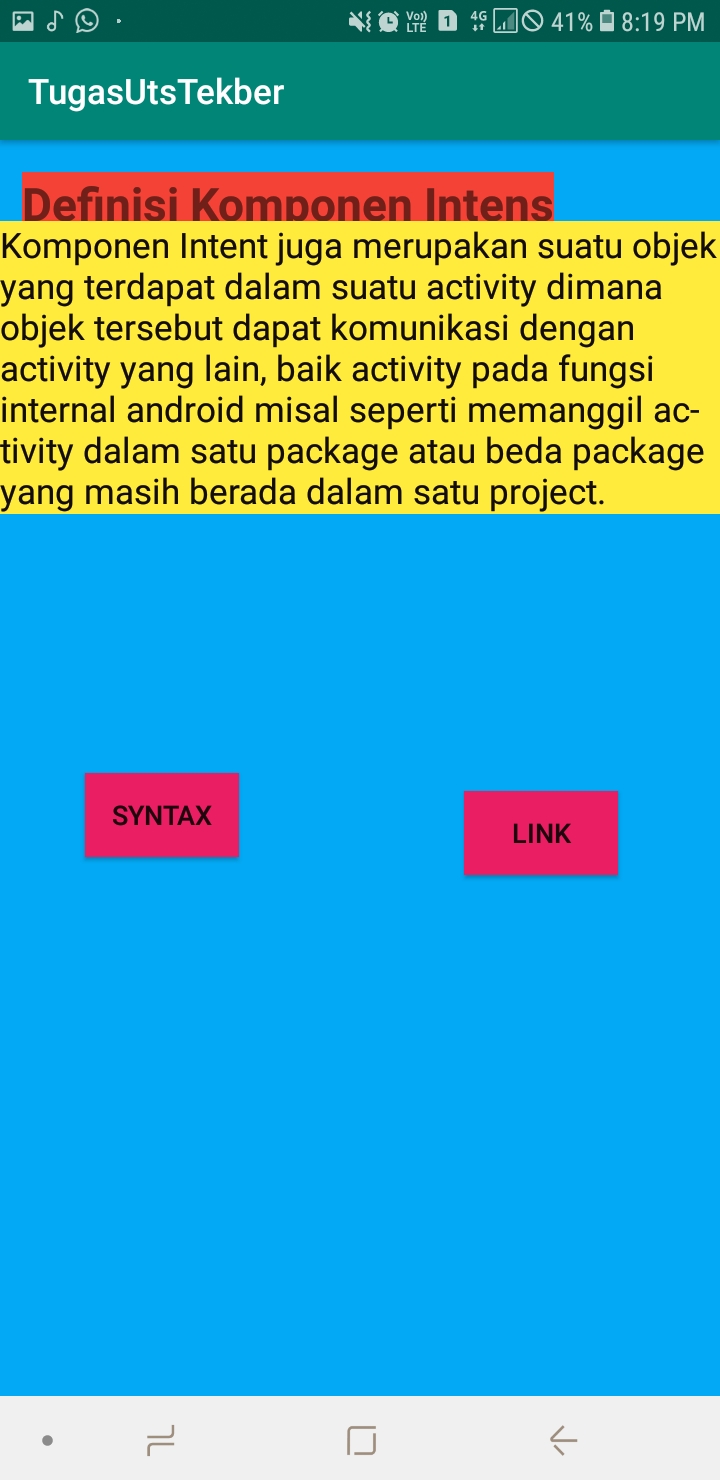 Vo))
LTE
1
4G
41%
8:19 PM
TugasUtsTekber
Definisi Komponen Intens
Komponen Intent juga merupakan suatu objek
yang terdapat dalam suatu activity dimana
objek tersebut dapat komunikasi dengan
activity yang lain, baik activity pada fungsi
internal android misal seperti memanggil ac-
tivity dalam satu package atau beda package
yang masih berada dalam satu project.
SYNTAX
LINK